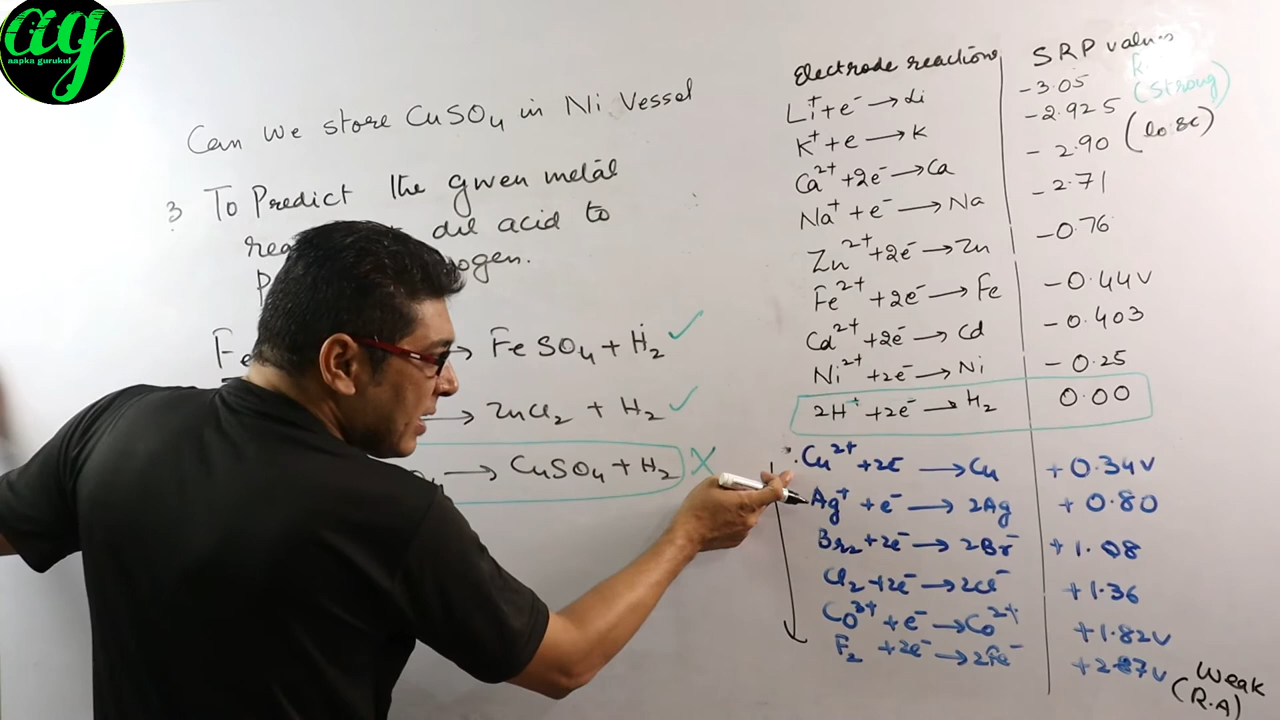 ag
aapka gurukul
Can We store CuSO4 in Ni Vessel
3 To Predict the given metal
dil acid to
Fe → FeSO4 + H2 ✓
→ ZnCl2 + H2 ✓
→ CuSO4 + H2 X
Electrode reactions SRP values
(Strong)
Li⁺ + e⁻ → Li -3.05
K⁺ + e → K -2.925
Ca²⁺ + 2e⁻ → Ca -2.90
Na⁺ + e⁻ → Na -2.71
Zn²⁺ + 2e⁻ → Zn -0.76
Fe²⁺ + 2e⁻ → Fe -0.44V
Cd²⁺ + 2e⁻ → Cd -0.403
Ni²⁺ + 2e⁻ → Ni -0.25
2H⁺ + 2e⁻ → H2 0.00
Cu²⁺ + 2e → Cu +0.34V
Ag⁺ + e⁻ → 2Ag +0.80
Br2 + 2e⁻ → 2Br⁻ +1.08
Cl2 + 2e⁻ → 2Cl⁻ +1.36
Co³⁺ + e⁻ → Co²⁺ +1.82V
F2 + 2e⁻ → 2Fe⁻ +2.87V
Weak
(R.A)